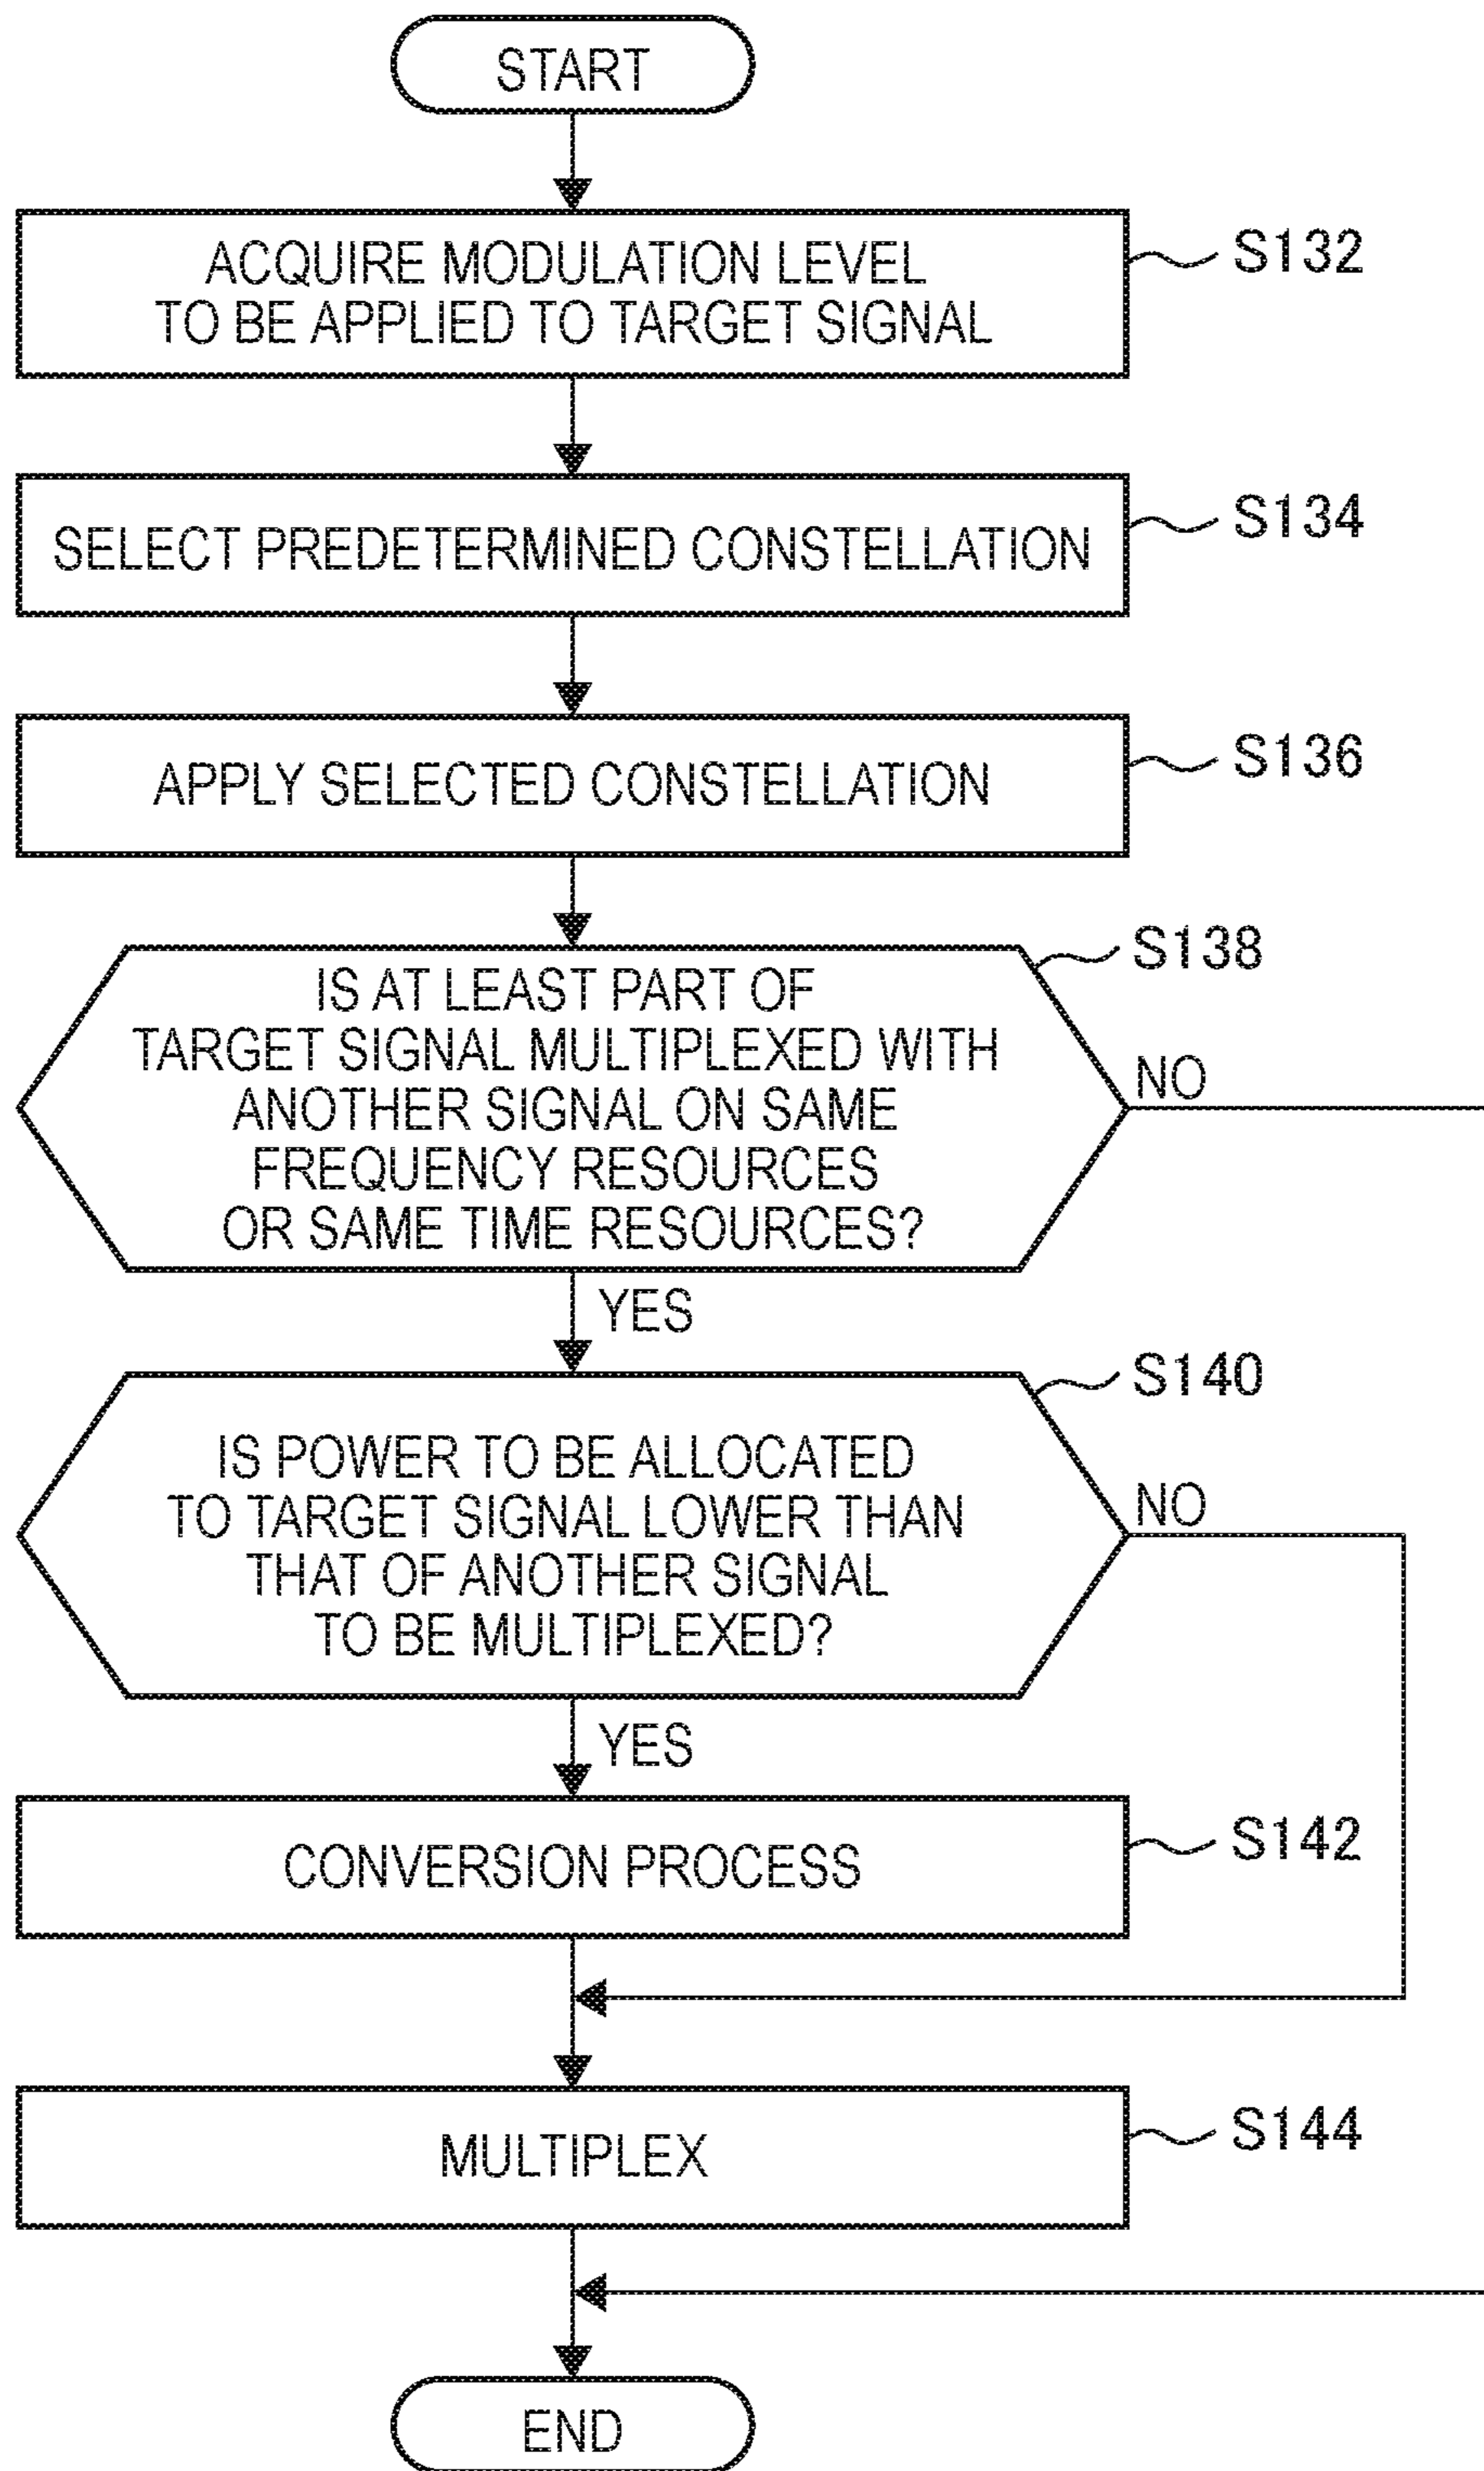 START
ACQUIRE MODULATION LEVEL
TO BE APPLIED TO TARGET SIGNAL
S132
SELECT PREDETERMINED CONSTELLATION
S134
APPLY SELECTED CONSTELLATION
S136
IS AT LEAST PART OF
TARGET SIGNAL MULTIPLEXED WITH
ANOTHER SIGNAL ON SAME
FREQUENCY RESOURCES
OR SAME TIME RESOURCES?
S138
NO
YES
IS POWER TO BE ALLOCATED
TO TARGET SIGNAL LOWER THAN
THAT OF ANOTHER SIGNAL
TO BE MULTIPLEXED?
S140
NO
YES
CONVERSION PROCESS
S142
MULTIPLEX
S144
END